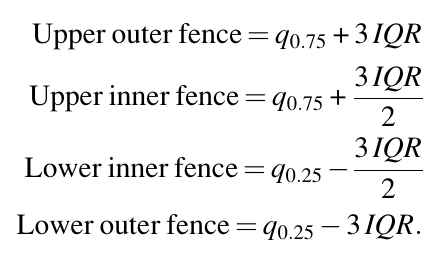 Upper outer fence = q0.75 + 3 IQR
Upper inner fence = q0.75 + 3 IQR / 2
Lower inner fence = q0.25 − 3 IQR / 2
Lower outer fence = q0.25 − 3 IQR.